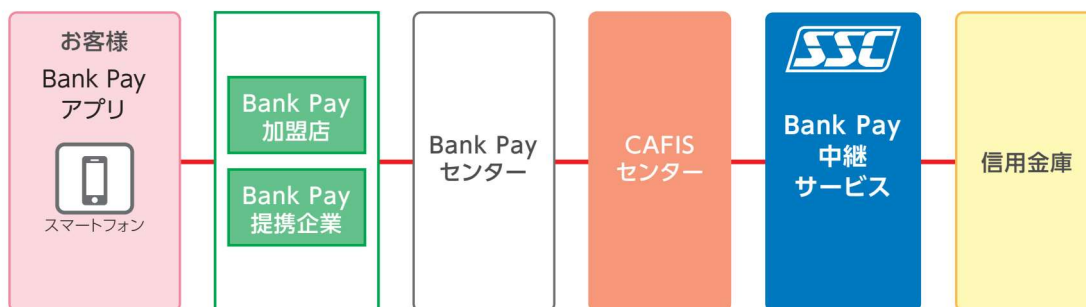 お客様
Bank Pay
アプリ
スマートフォン
Bank Pay
加盟店
Bank Pay
提携企業
Bank Pay
センター
CAFIS
センター
SSC
Bank Pay
中継
サービス
信用金庫